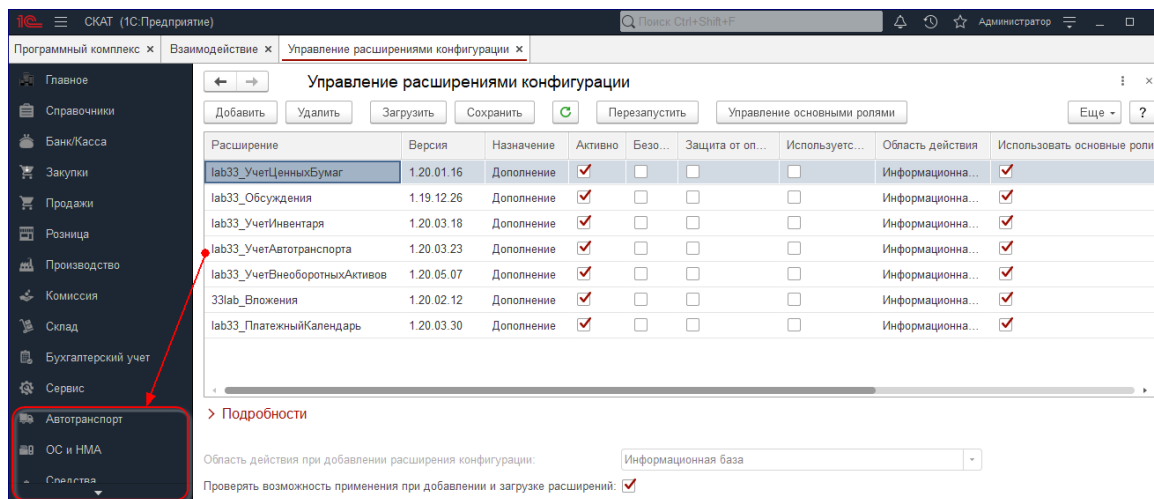 1С СКАТ (1С:Предприятие) Поиск Ctrl+Shift+F Администратор
Программный комплекс × Взаимодействие × Управление расширениями конфигурации ×
Главное
Справочники
Банк/Касса
Закупки
Продажи
Розница
Производство
Комиссия
Склад
Бухгалтерский учет
Сервис
Автотранспорт
ОС и НМА
Средства
Управление расширениями конфигурации
Добавить Удалить Загрузить Сохранить Перезапустить Управление основными ролями Еще ?
Расширение Версия Назначение Активно Безо... Защита от оп... Используетс... Область действия Использовать основные роли
lab33_УчетЦенныхБумаг 1.20.01.16 Дополнение Информационна...
lab33_Обсуждения 1.19.12.26 Дополнение Информационна...
lab33_УчетИнвентаря 1.20.03.18 Дополнение Информационна...
lab33_УчетАвтотранспорта 1.20.03.23 Дополнение Информационна...
lab33_УчетВнеоборотныхАктивов 1.20.05.07 Дополнение Информационна...
33lab_Вложения 1.20.02.12 Дополнение Информационна...
lab33_ПлатежныйКалендарь 1.20.03.30 Дополнение Информационна...
Подробности
Область действия при добавлении расширения конфигурации: Информационная база
Проверять возможность применения при добавлении и загрузке расширений: